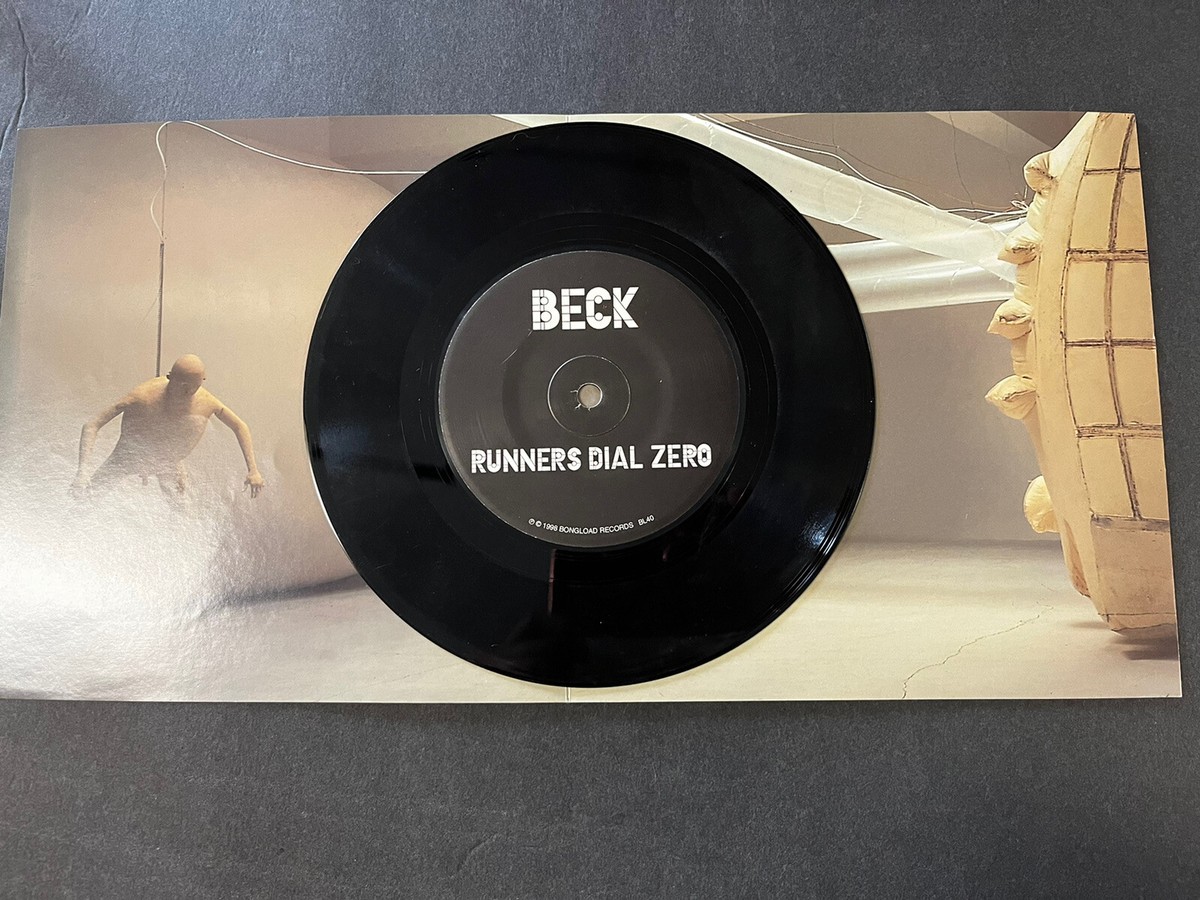 BECK
RUNNERS DIAL ZERO
℗ © 1998 BONGLOAD RECORDS BL40